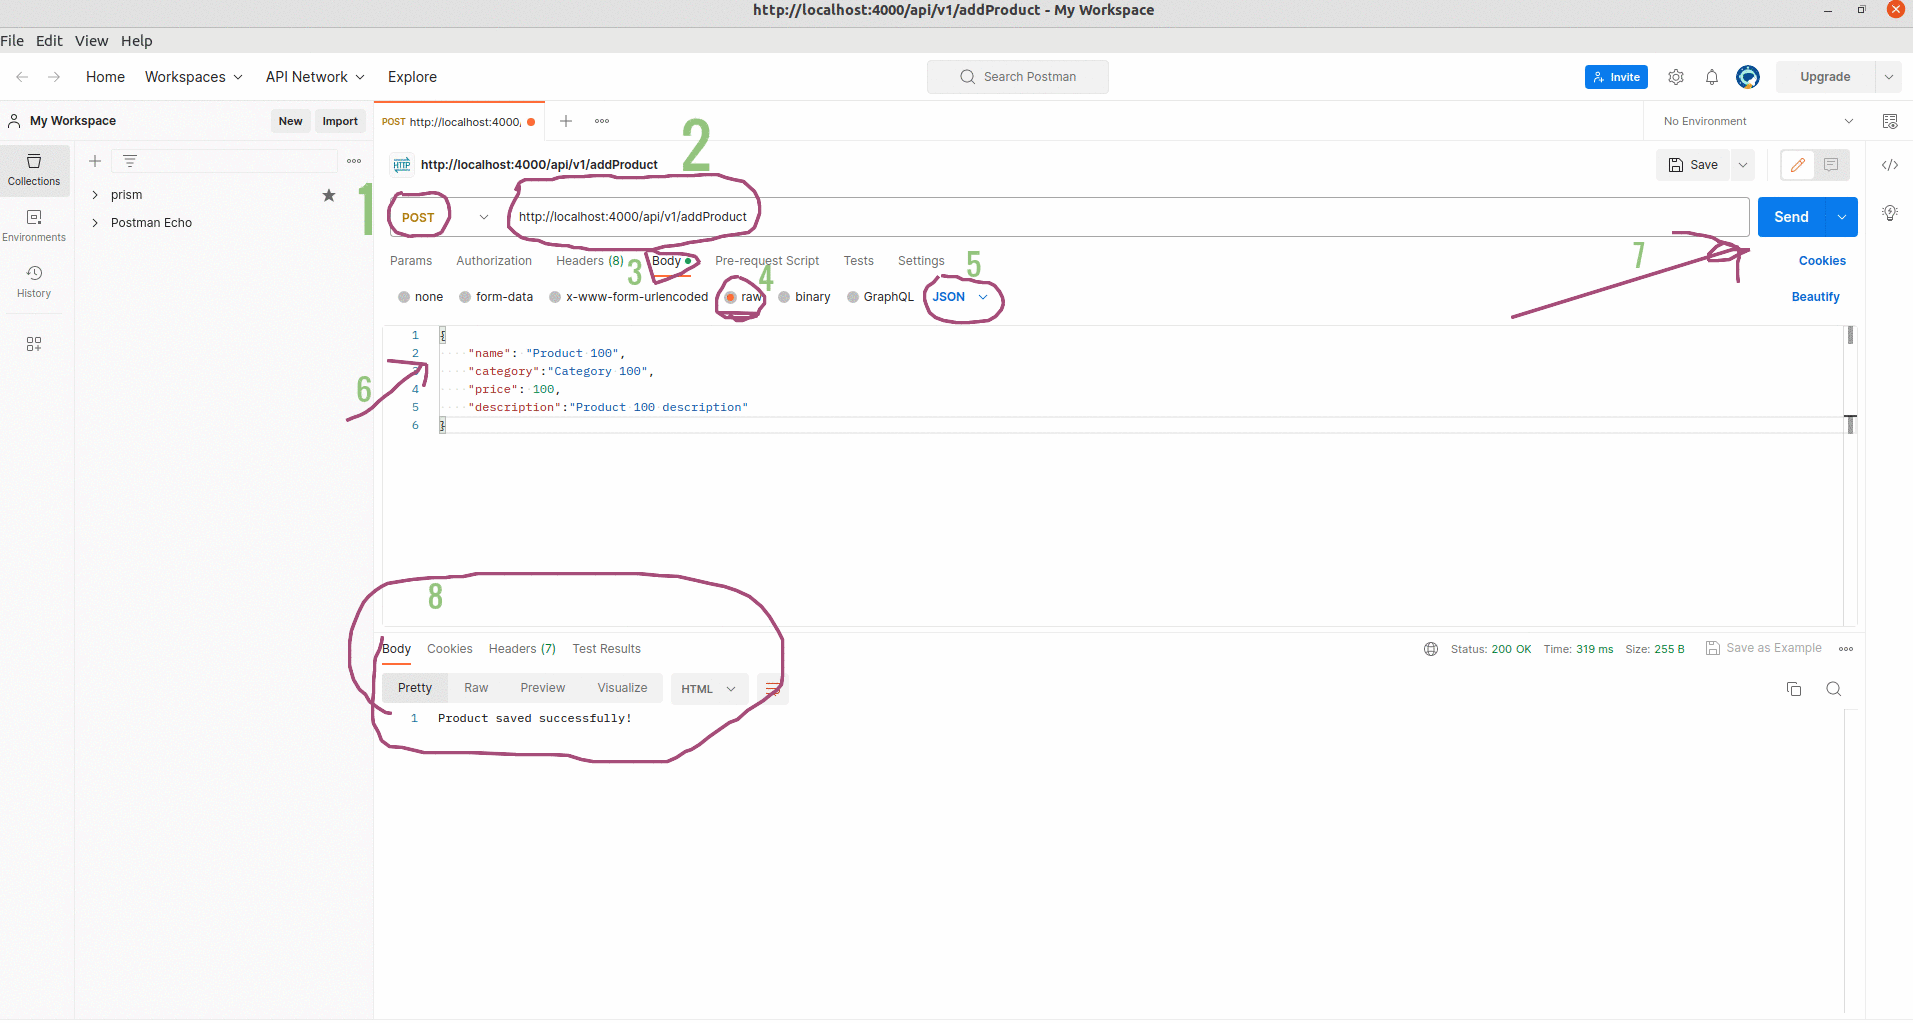 http://localhost:4000/api/v1/addProduct - My Workspace
File Edit View Help
Home Workspaces API Network Explore Search Postman Invite Upgrade
My Workspace New Import POST http://localhost:4000, No Environment
2
HTTP http://localhost:4000/api/v1/addProduct Save
Collections
prism
1
POST http://localhost:4000/api/v1/addProduct Send
Postman Echo
Environments
Params Authorization Headers (8) Body Pre-request Script Tests Settings Cookies
3 4 5 7
History
none form-data x-www-form-urlencoded raw binary GraphQL JSON Beautify
1 {
2 "name": "Product 100",
3 "category":"Category 100",
4 "price": 100,
6
5 "description":"Product 100 description"
6 }
8
Body Cookies Headers (7) Test Results Status: 200 OK Time: 319 ms Size: 255 B Save as Example
Pretty Raw Preview Visualize HTML
1 Product saved successfully!